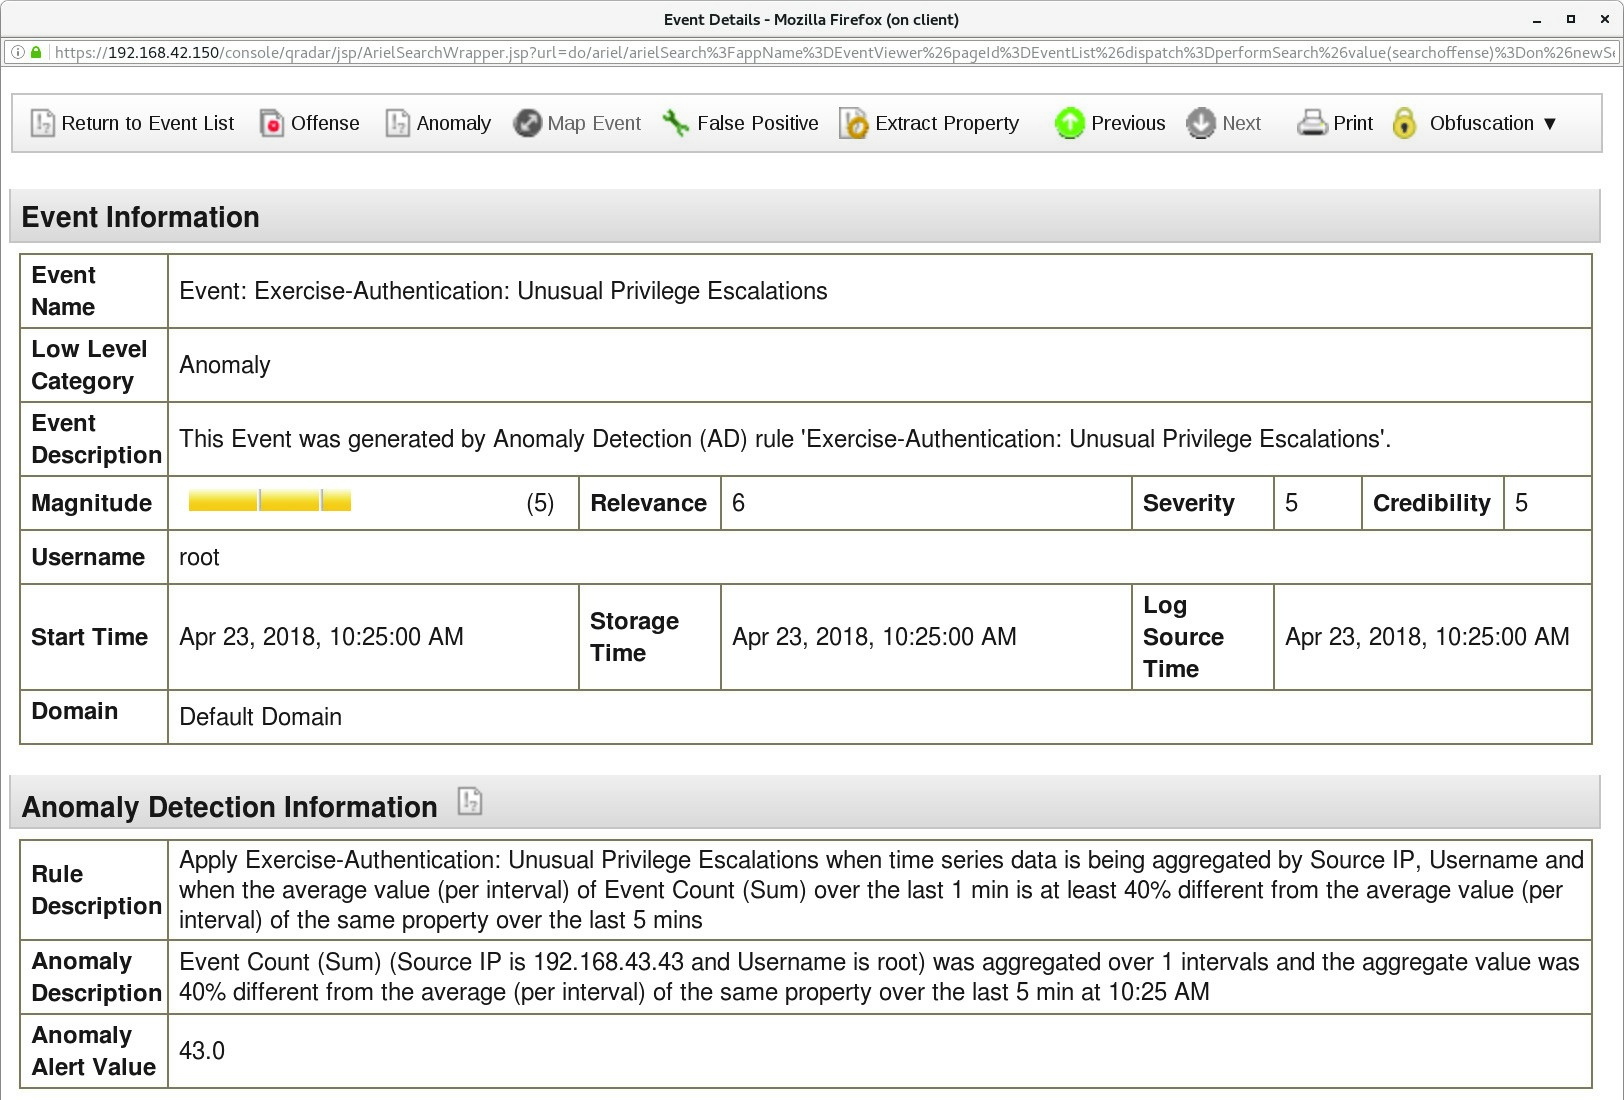 Event Details - Mozilla Firefox (on client)
https://192.168.42.150/console/qradar/jsp/ArielSearchWrapper.jsp?url=do/ariel/arielSearch%3FappName%3DEventViewer%26pageId%3DEventList%26dispatch%3DperformSearch%26value(searchoffense)%3Don%26newSe
Return to Event List Offense Anomaly Map Event False Positive Extract Property Previous Next Print Obfuscation ▼
Event Information
Event
Name
Event: Exercise-Authentication: Unusual Privilege Escalations
Low Level
Category
Anomaly
Event
Description
This Event was generated by Anomaly Detection (AD) rule 'Exercise-Authentication: Unusual Privilege Escalations'.
Magnitude (5) Relevance 6 Severity 5 Credibility 5
Username root
Start Time Apr 23, 2018, 10:25:00 AM
Storage
Time
Apr 23, 2018, 10:25:00 AM
Log
Source
Time
Apr 23, 2018, 10:25:00 AM
Domain Default Domain
Anomaly Detection Information
Rule
Description
Apply Exercise-Authentication: Unusual Privilege Escalations when time series data is being aggregated by Source IP, Username and
when the average value (per interval) of Event Count (Sum) over the last 1 min is at least 40% different from the average value (per
interval) of the same property over the last 5 mins
Anomaly
Description
Event Count (Sum) (Source IP is 192.168.43.43 and Username is root) was aggregated over 1 intervals and the aggregate value was
40% different from the average (per interval) of the same property over the last 5 min at 10:25 AM
Anomaly
Alert Value
43.0